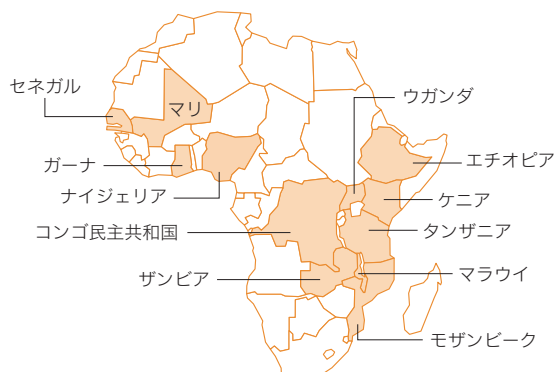 セネガル
マリ
ウガンダ
ガーナ
エチオピア
ナイジェリア
ケニア
コンゴ民主共和国
タンザニア
ザンビア
マラウイ
モザンビーク